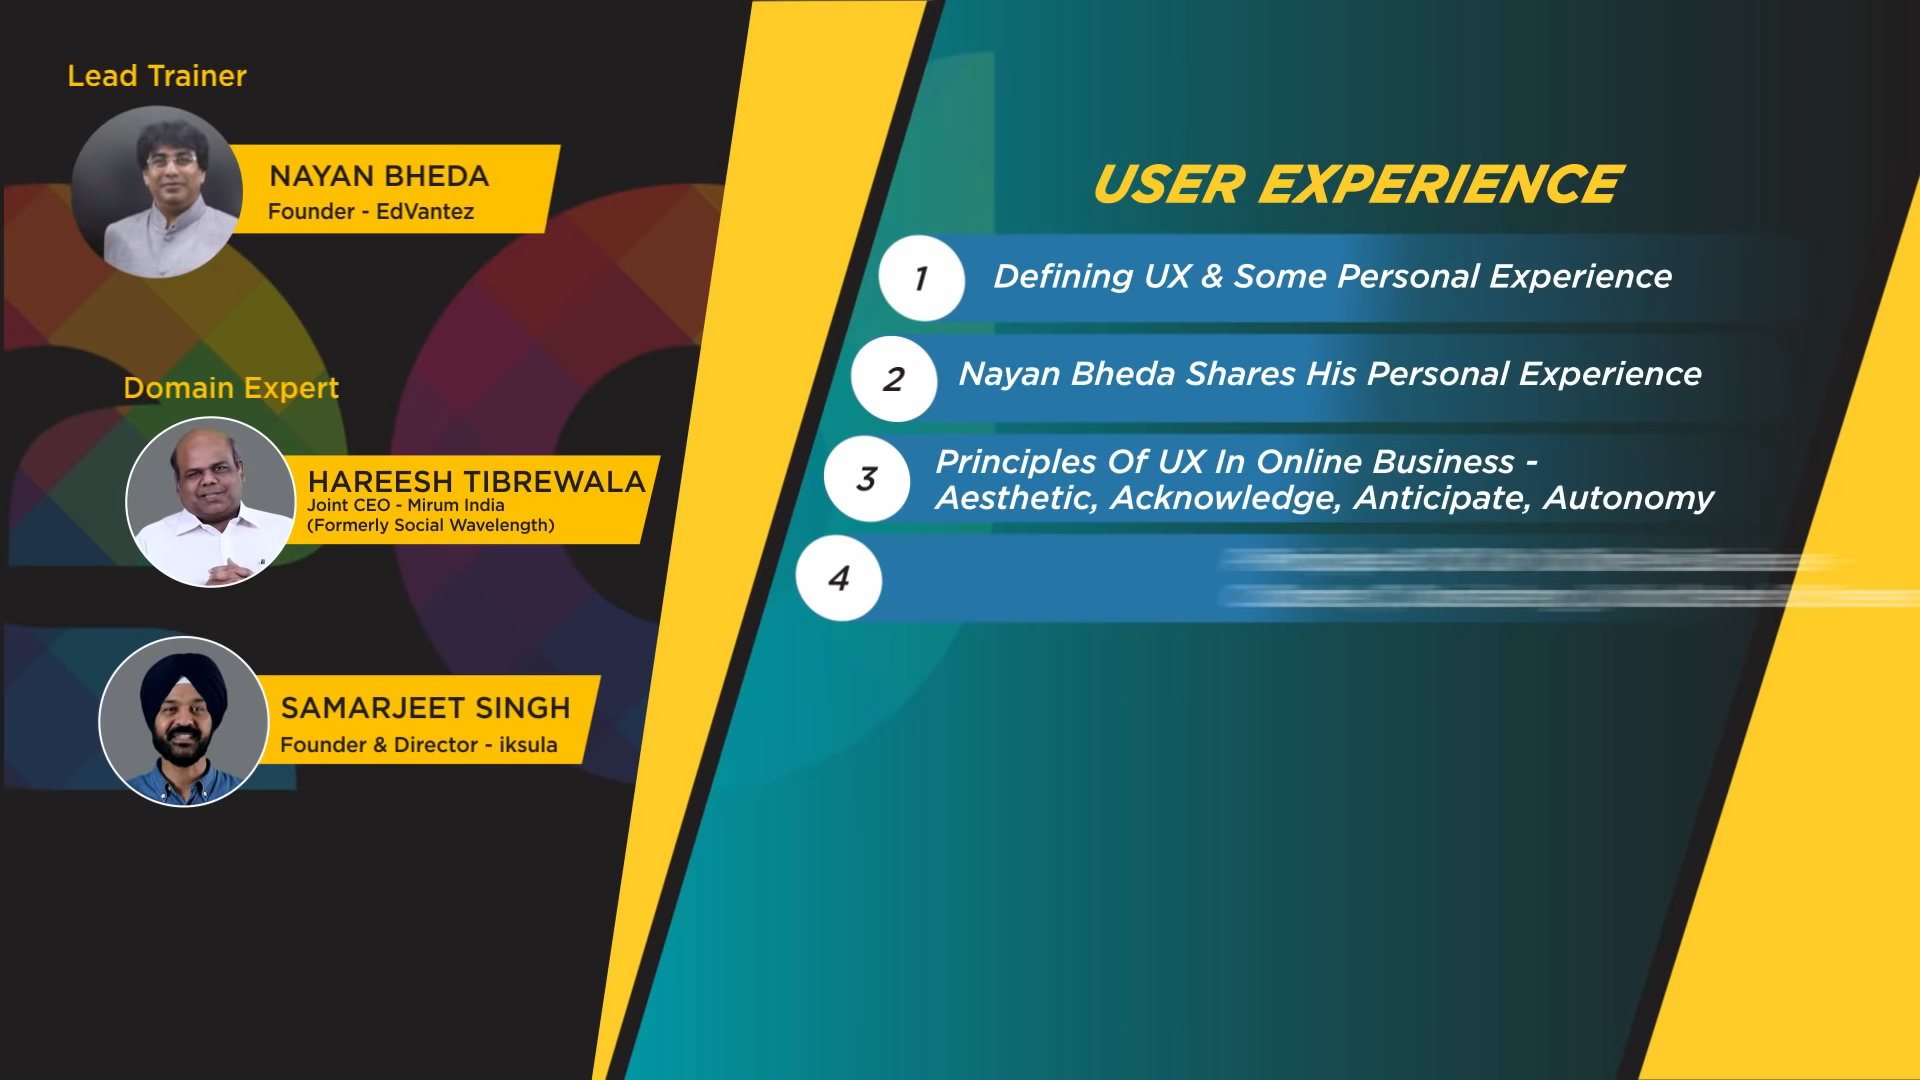 Lead Trainer
NAYAN BHEDA
Founder - EdVantez
Domain Expert
HAREESH TIBREWALA
Joint CEO - Mirum India
(Formerly Social Wavelength)
SAMARJEET SINGH
Founder & Director - iksula
USER EXPERIENCE
1 Defining UX & Some Personal Experience
2 Nayan Bheda Shares His Personal Experience
3 Principles Of UX In Online Business -
Aesthetic, Acknowledge, Anticipate, Autonomy
4